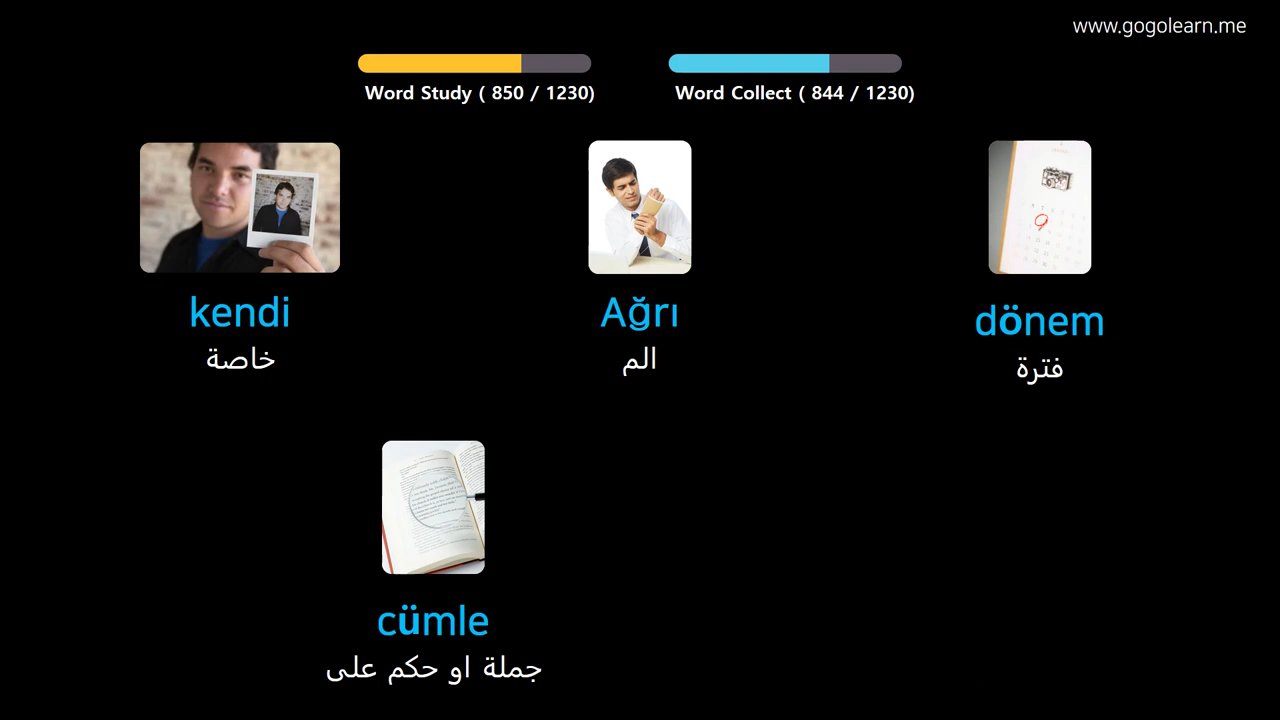 www.gogolearn.me
Word Study ( 850 / 1230)
Word Collect ( 844 / 1230)
kendi
خاصة
Ağrı
الم
dönem
فترة
cümle
جملة او حكم على